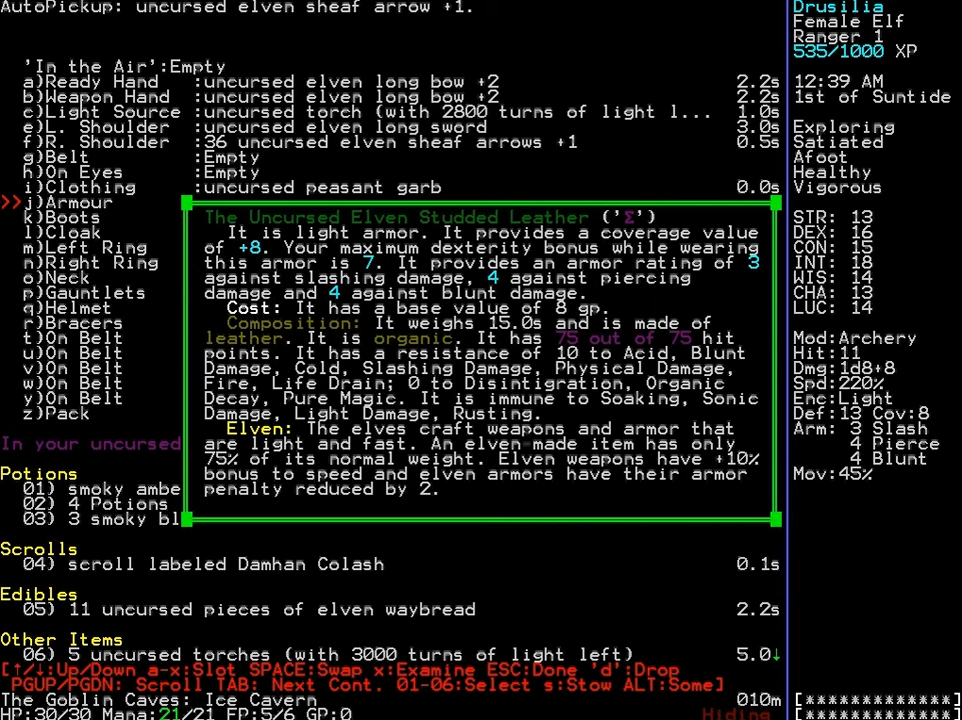 AutoPickup: uncursed elven sheaf arrow +1.
'In the Air':Empty
a)Ready Hand :uncursed elven long bow +2 2.2s
b)Weapon Hand :uncursed elven long bow +2 2.2s
c)Light Source :uncursed torch (with 2800 turns of light l... 1.0s
e)L. Shoulder :uncursed elven long sword 3.0s
f)R. Shoulder :36 uncursed elven sheaf arrows +1 0.5s
g)Belt :Empty
h)On Eyes :Empty
i)Clothing :uncursed peasant garb 0.0s
>>j)Armour
k)Boots
l)Cloak
m)Left Ring
n)Right Ring
o)Neck
p)Gauntlets
q)Helmet
r)Bracers
t)On Belt
u)On Belt
v)On Belt
w)On Belt
y)On Belt
z)Pack
In your uncursed
Potions
01) smoky ambe
02) 4 Potions
03) 3 smoky bl
Scrolls
04) scroll labeled Damhan Colash 0.1s
Edibles
05) 11 uncursed pieces of elven waybread 2.2s
Other Items
06) 5 uncursed torches (with 3000 turns of light left) 5.0↓
[↑/↓:Up/Down a-x:Slot SPACE:Swap x:Examine ESC:Done 'd':Drop
PGUP/PGDN: Scroll TAB: Next Cont. 01-06:Select s:Stow ALT:Some]
The Goblin Caves: Ice Cavern 010m
HP:30/30 Mana:21/21 FP:5/6 GP:0 Hiding
The Uncursed Elven Studded Leather ('Σ')
It is light armor. It provides a coverage value
of +8. Your maximum dexterity bonus while wearing
this armor is 7. It provides an armor rating of 3
against slashing damage, 4 against piercing
damage and 4 against blunt damage.
Cost: It has a base value of 8 gp.
Composition: It weighs 15.0s and is made of
leather. It is organic. It has 75 out of 75 hit
points. It has a resistance of 10 to Acid, Blunt
Damage, Cold, Slashing Damage, Physical Damage,
Fire, Life Drain; 0 to Disintigration, Organic
Decay, Pure Magic. It is immune to Soaking, Sonic
Damage, Light Damage, Rusting.
Elven: The elves craft weapons and armor that
are light and fast. An elven-made item has only
75% of its normal weight. Elven weapons have +10%
bonus to speed and elven armors have their armor
penalty reduced by 2.
Drusilia
Female Elf
Ranger 1
535/1000 XP
12:39 AM
1st of Suntide
Exploring
Satiated
Afoot
Healthy
Vigorous
STR: 13
DEX: 16
CON: 15
INT: 18
WIS: 14
CHA: 13
LUC: 14
Mod:Archery
Hit:11
Dmg:1d8+8
Spd:220%
Enc:Light
Def:13 Cov:8
Arm: 3 Slash
4 Pierce
4 Blunt
Mov:45%
[*************]
[*************]